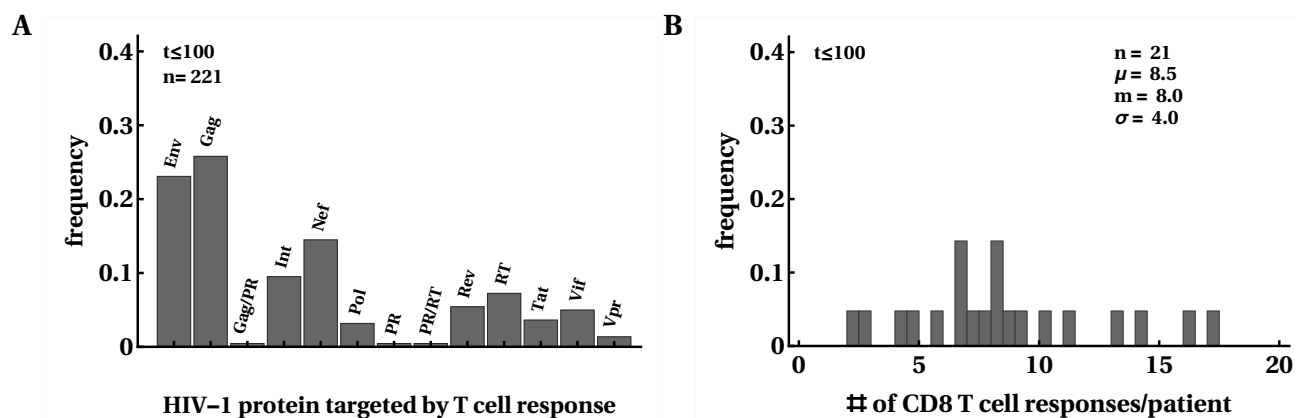 A
t≤100
n= 221
frequency
0.4
0.3
0.2
0.1
0
Env
Gag
Gag/PR
Int
Nef
Pol
PR
PR/RT
Rev
RT
Tat
Vif
Vpr
HIV–1 protein targeted by T cell response
B
t≤100
n = 21
μ = 8.5
m = 8.0
σ = 4.0
frequency
0.4
0.3
0.2
0.1
0
0 5 10 15 20
# of CD8 T cell responses/patient